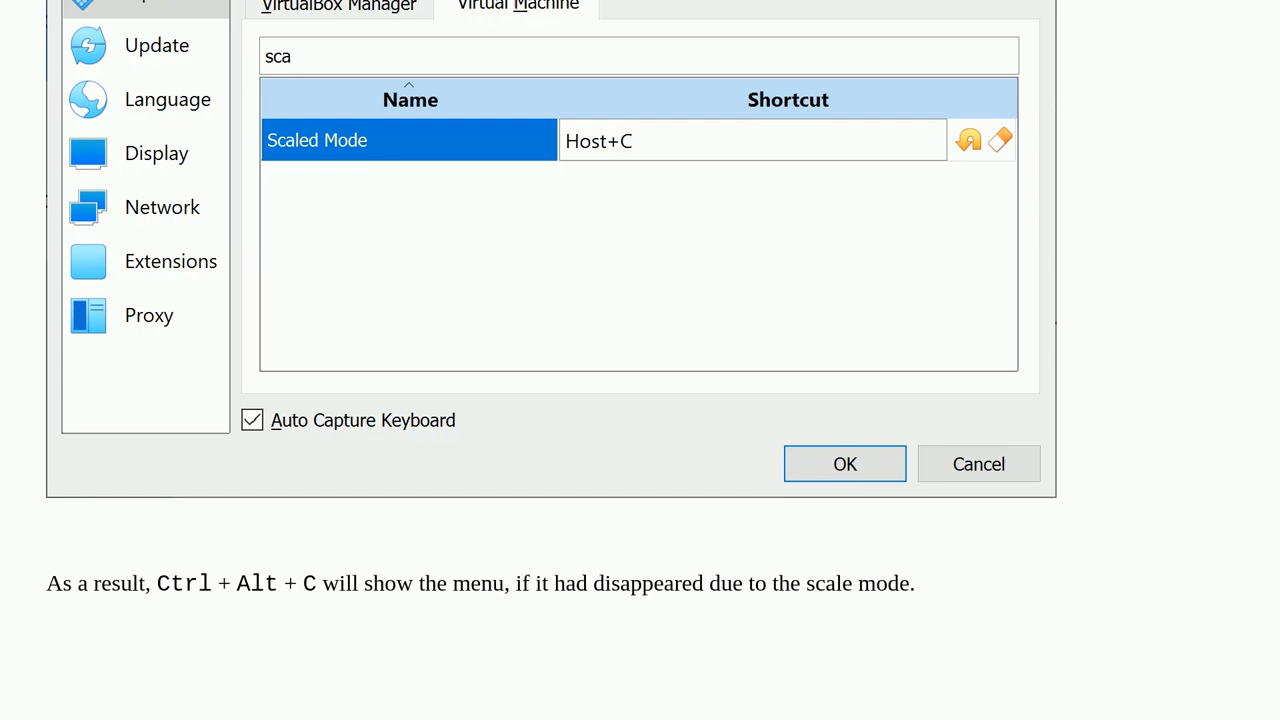 VirtualBox Manager
Virtual Machine
Update
Language
Display
Network
Extensions
Proxy
sca
Name
Shortcut
Scaled Mode
Host+C
Auto Capture Keyboard
OK
Cancel
As a result, Ctrl + Alt + C will show the menu, if it had disappeared due to the scale mode.